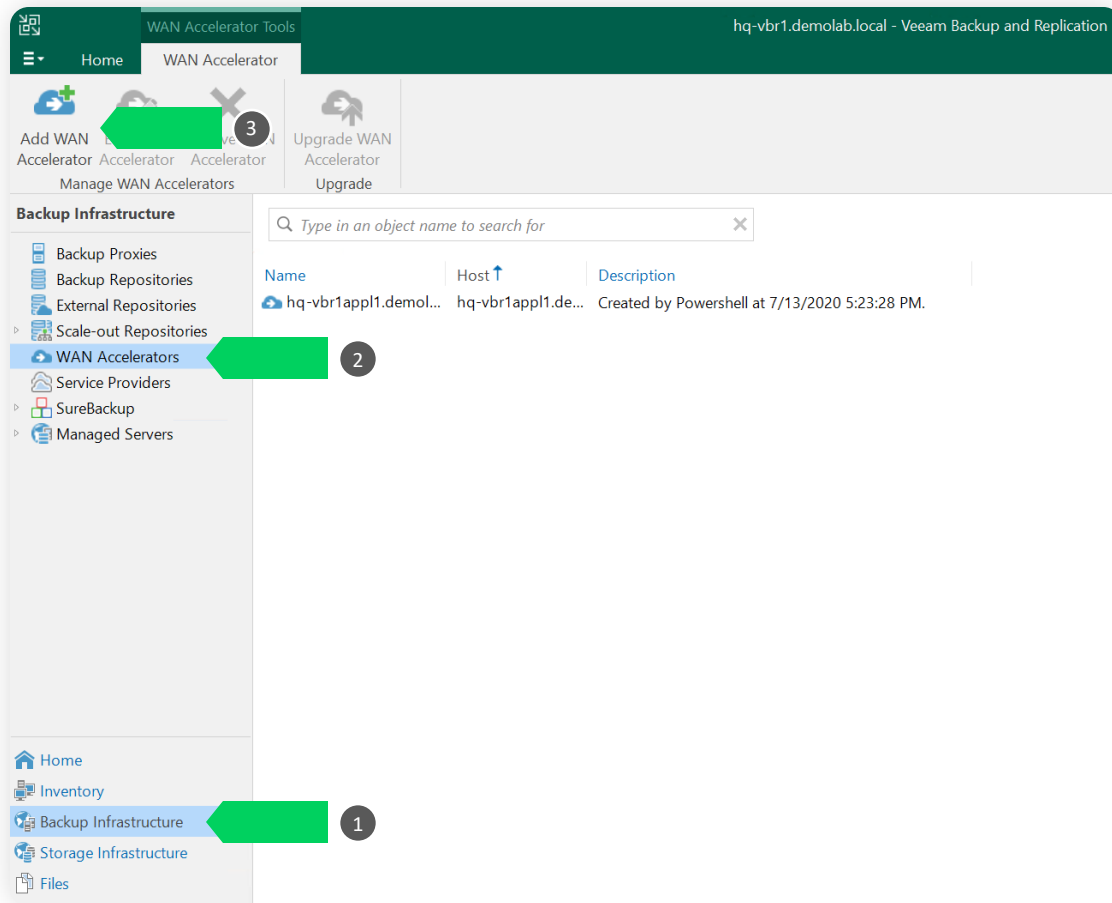 WAN Accelerator Tools
hq-vbr1.demolab.local - Veeam Backup and Replication
Home
WAN Accelerator
Add WAN
Accelerator
Accelerator
Accelerator
Manage WAN Accelerators
3
Upgrade WAN
Accelerator
Upgrade
Backup Infrastructure
Backup Proxies
Backup Repositories
External Repositories
Scale-out Repositories
WAN Accelerators
2
Service Providers
SureBackup
Managed Servers
Type in an object name to search for
Name Host Description
hq-vbr1appl1.demol... hq-vbr1appl1.de... Created by Powershell at 7/13/2020 5:23:28 PM.
Home
Inventory
Backup Infrastructure
1
Storage Infrastructure
Files